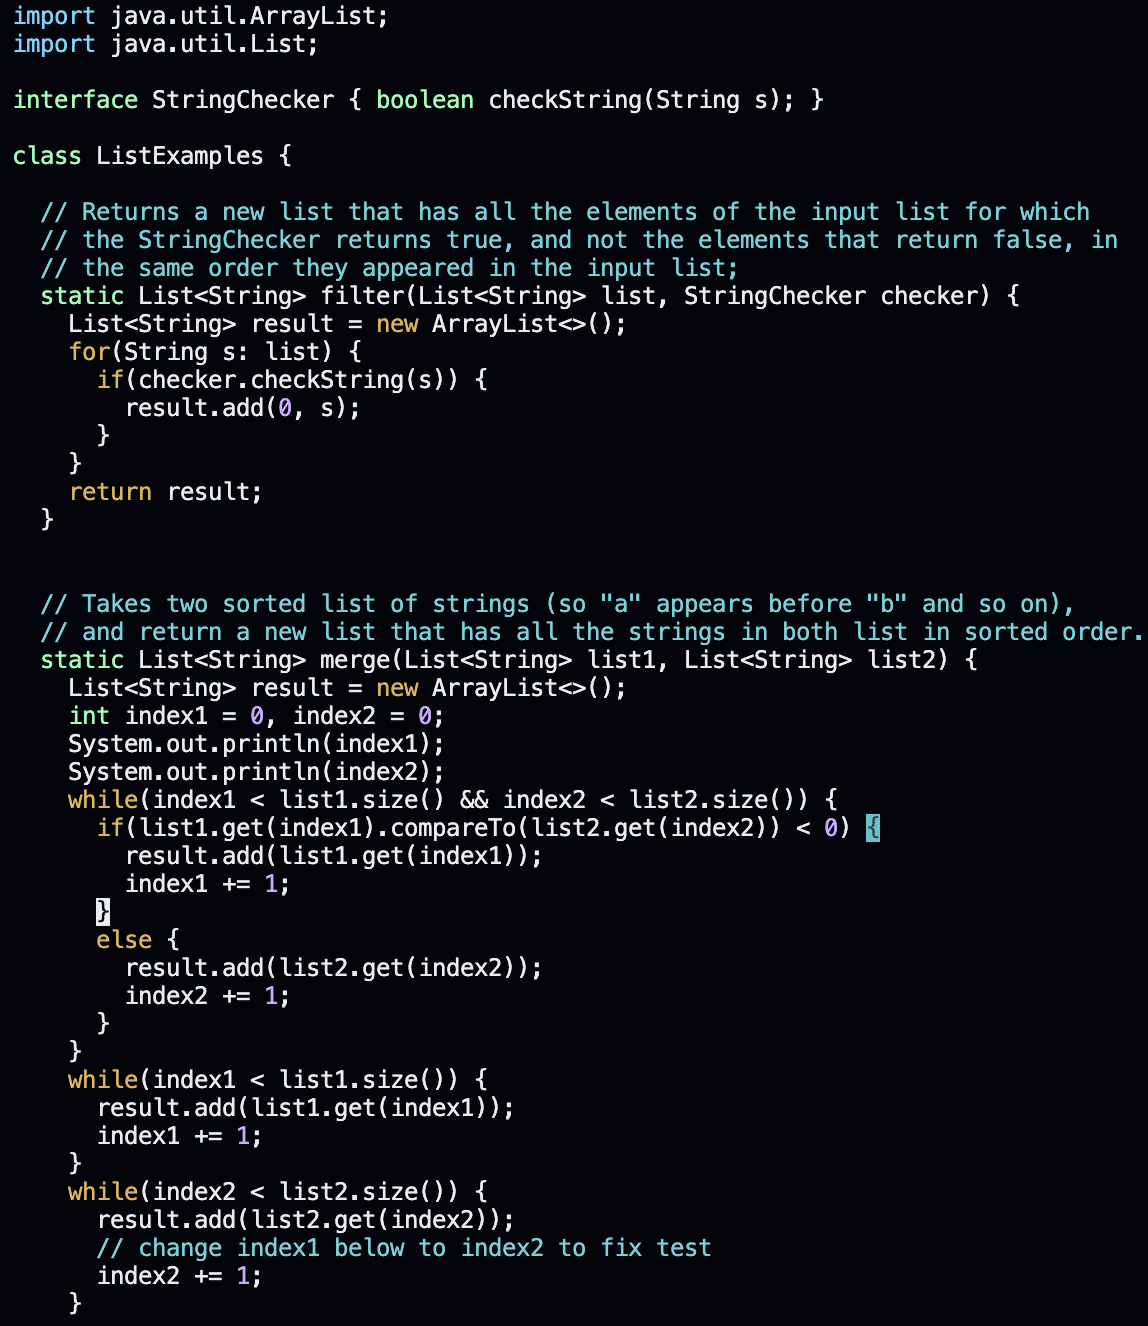 import java.util.ArrayList;
import java.util.List;

interface StringChecker { boolean checkString(String s); }

class ListExamples {

  // Returns a new list that has all the elements of the input list for which
  // the StringChecker returns true, and not the elements that return false, in
  // the same order they appeared in the input list;
  static List<String> filter(List<String> list, StringChecker checker) {
    List<String> result = new ArrayList<>();
    for(String s: list) {
      if(checker.checkString(s)) {
        result.add(0, s);
      }
    }
    return result;
  }


  // Takes two sorted list of strings (so "a" appears before "b" and so on),
  // and return a new list that has all the strings in both list in sorted order.
  static List<String> merge(List<String> list1, List<String> list2) {
    List<String> result = new ArrayList<>();
    int index1 = 0, index2 = 0;
    System.out.println(index1);
    System.out.println(index2);
    while(index1 < list1.size() && index2 < list2.size()) {
      if(list1.get(index1).compareTo(list2.get(index2)) < 0) {
        result.add(list1.get(index1));
        index1 += 1;
      }
      else {
        result.add(list2.get(index2));
        index2 += 1;
      }
    }
    while(index1 < list1.size()) {
      result.add(list1.get(index1));
      index1 += 1;
    }
    while(index2 < list2.size()) {
      result.add(list2.get(index2));
      // change index1 below to index2 to fix test
      index2 += 1;
    }